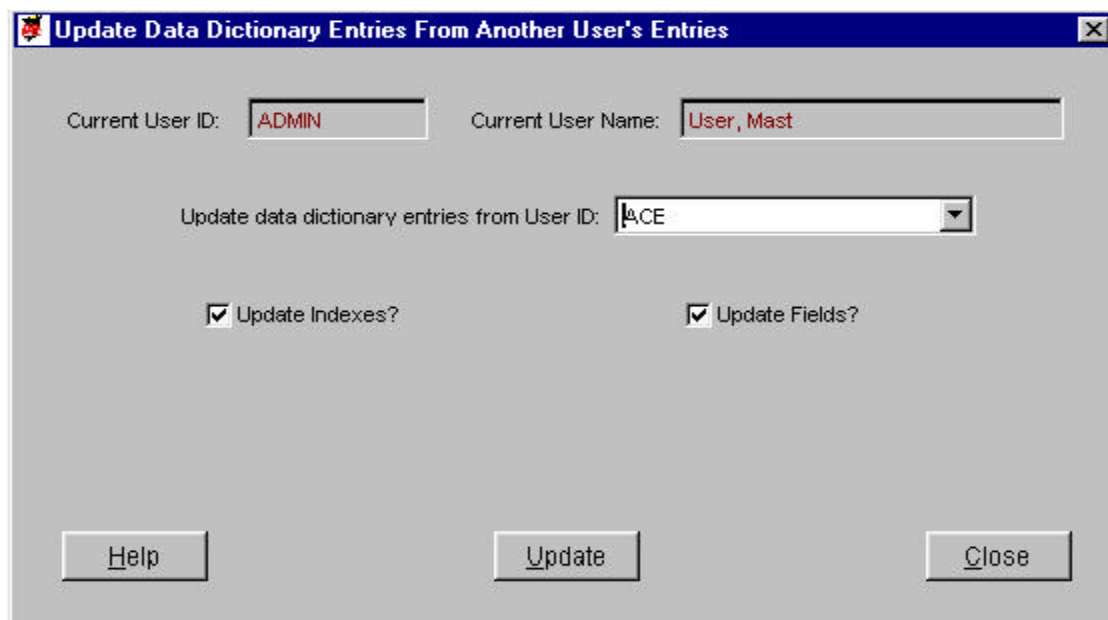 Update Data Dictionary Entries From Another User's Entries
Current User ID: ADMIN Current User Name: User, Mast
Update data dictionary entries from User ID: ACE
Update Indexes? Update Fields?
Help Update Close